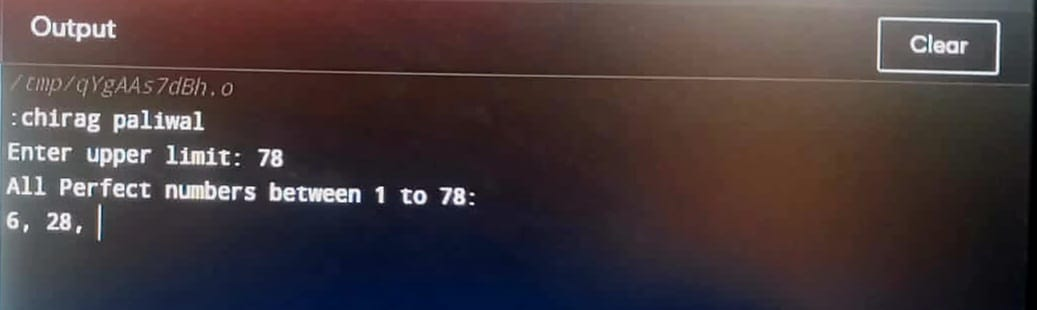 Output
Clear
/tmp/qYgAAs7dBh.o
:chirag paliwal
Enter upper limit: 78
All Perfect numbers between 1 to 78:
6, 28,